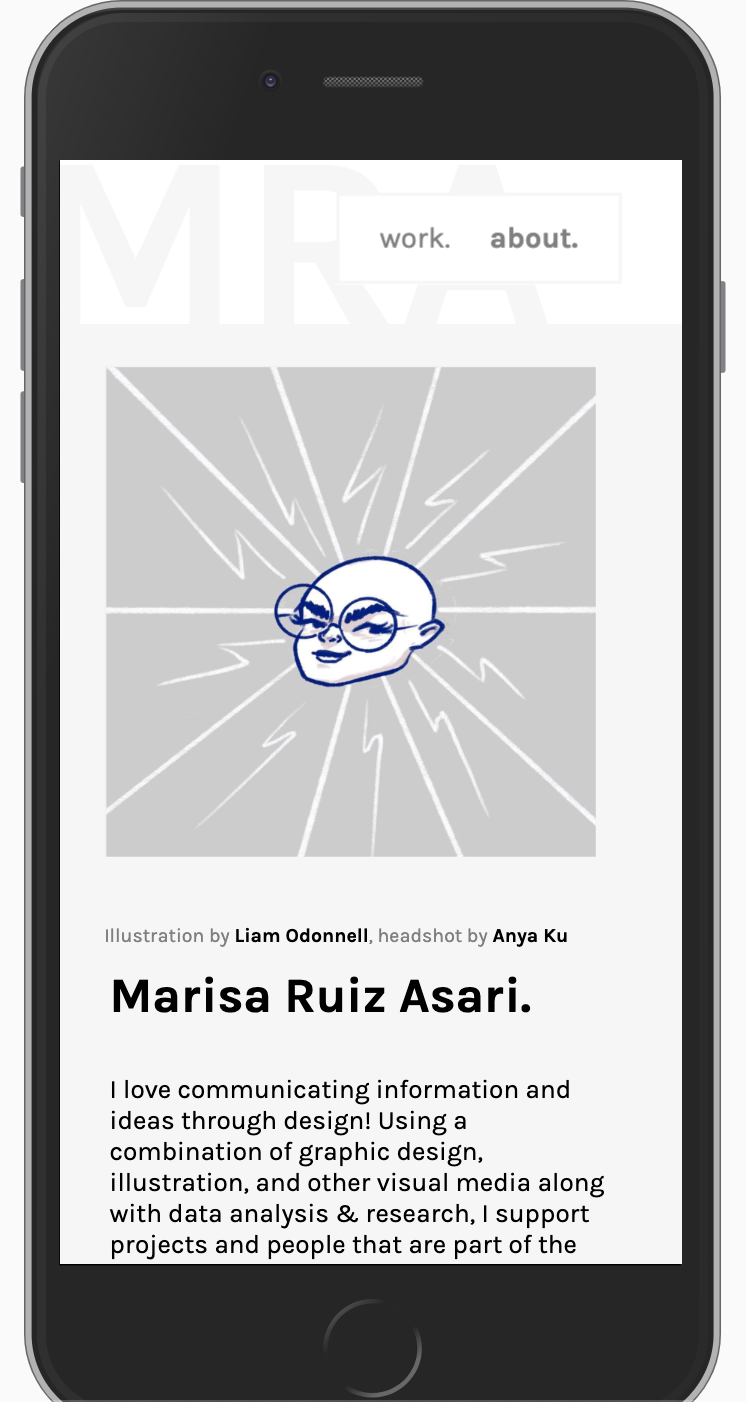 MRA
work. about.
Illustration by Liam Odonnell, headshot by Anya Ku
Marisa Ruiz Asari.
I love communicating information and
ideas through design! Using a
combination of graphic design,
illustration, and other visual media along
with data analysis & research, I support
projects and people that are part of the